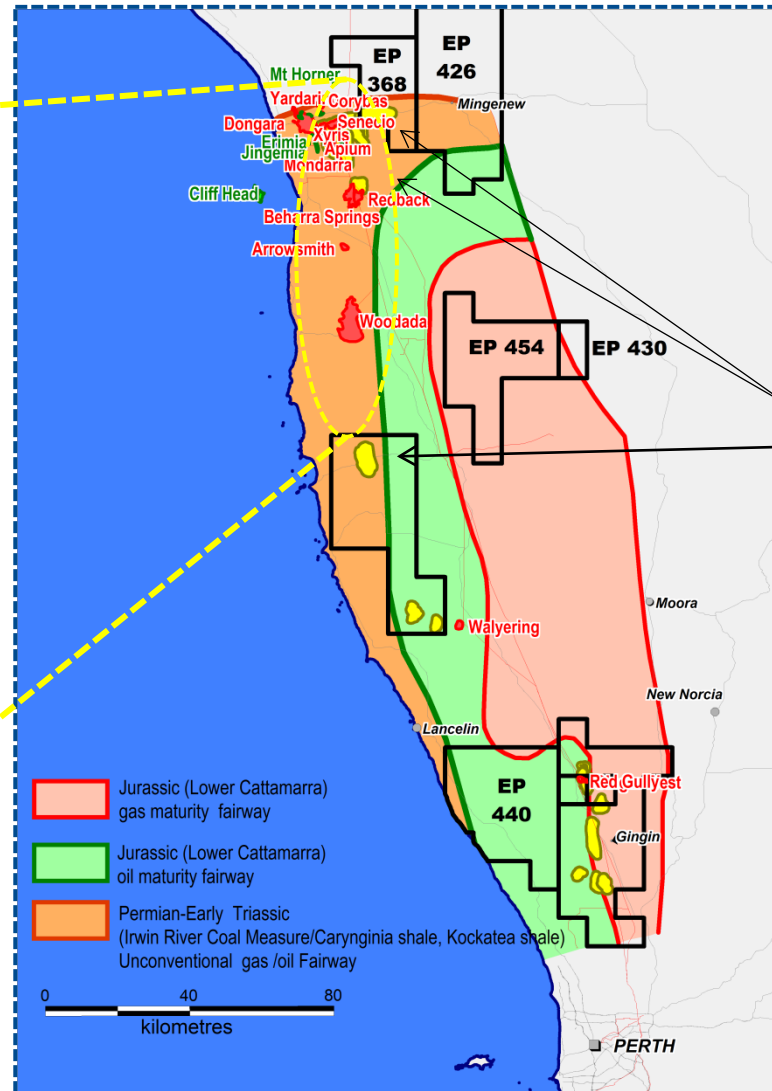 EP
368
EP
426
Mt Horner
Yardari
Corybas
Mingenew
Dongara
Senecio
Xyris
Erimia
Apium
Jingemia
Mondarra
Cliff Head
Redback
Beharra Springs
Arrowsmith
Woodada
EP 454
EP 430
Moora
Walyering
New Norcia
Lancelin
EP
440
Red Gully
est
Gingin
Jurassic (Lower Cattamarra)
gas maturity fairway
Jurassic (Lower Cattamarra)
oil maturity fairway
Permian-Early Triassic
(Irwin River Coal Measure/Carynginia shale, Kockatea shale)
Unconventional gas /oil Fairway
0 40 80
kilometres
PERTH